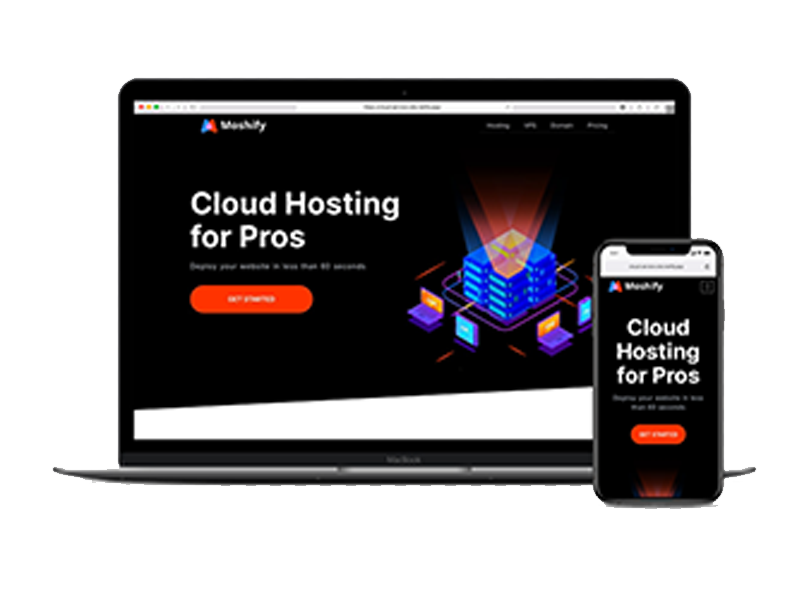 Moshify
Hosting VPS Domain Pricing
Cloud Hosting
for Pros
Deploy your website in less than 60 seconds.
GET STARTED
MacBook
Moshify
Cloud
Hosting
for Pros
Deploy your website in less
than 60 seconds.
GET STARTED